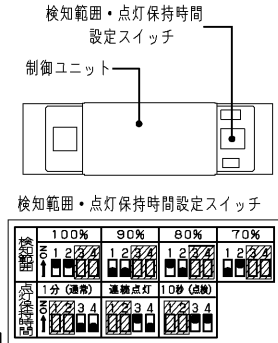 検知範囲・点灯保持時間
設定スイッチ
制御ユニット
検知範囲・点灯保持時間設定スイッチ
検知範囲
100% 90% 80% 70%
ON 1 2 3 4 1 2 3 4 1 2 3 4 1 2 3 4
点灯保持時間
1分(通常) 連続点灯 10秒(点検)
ON 1 2 3 4 1 2 3 4 1 2 3 4